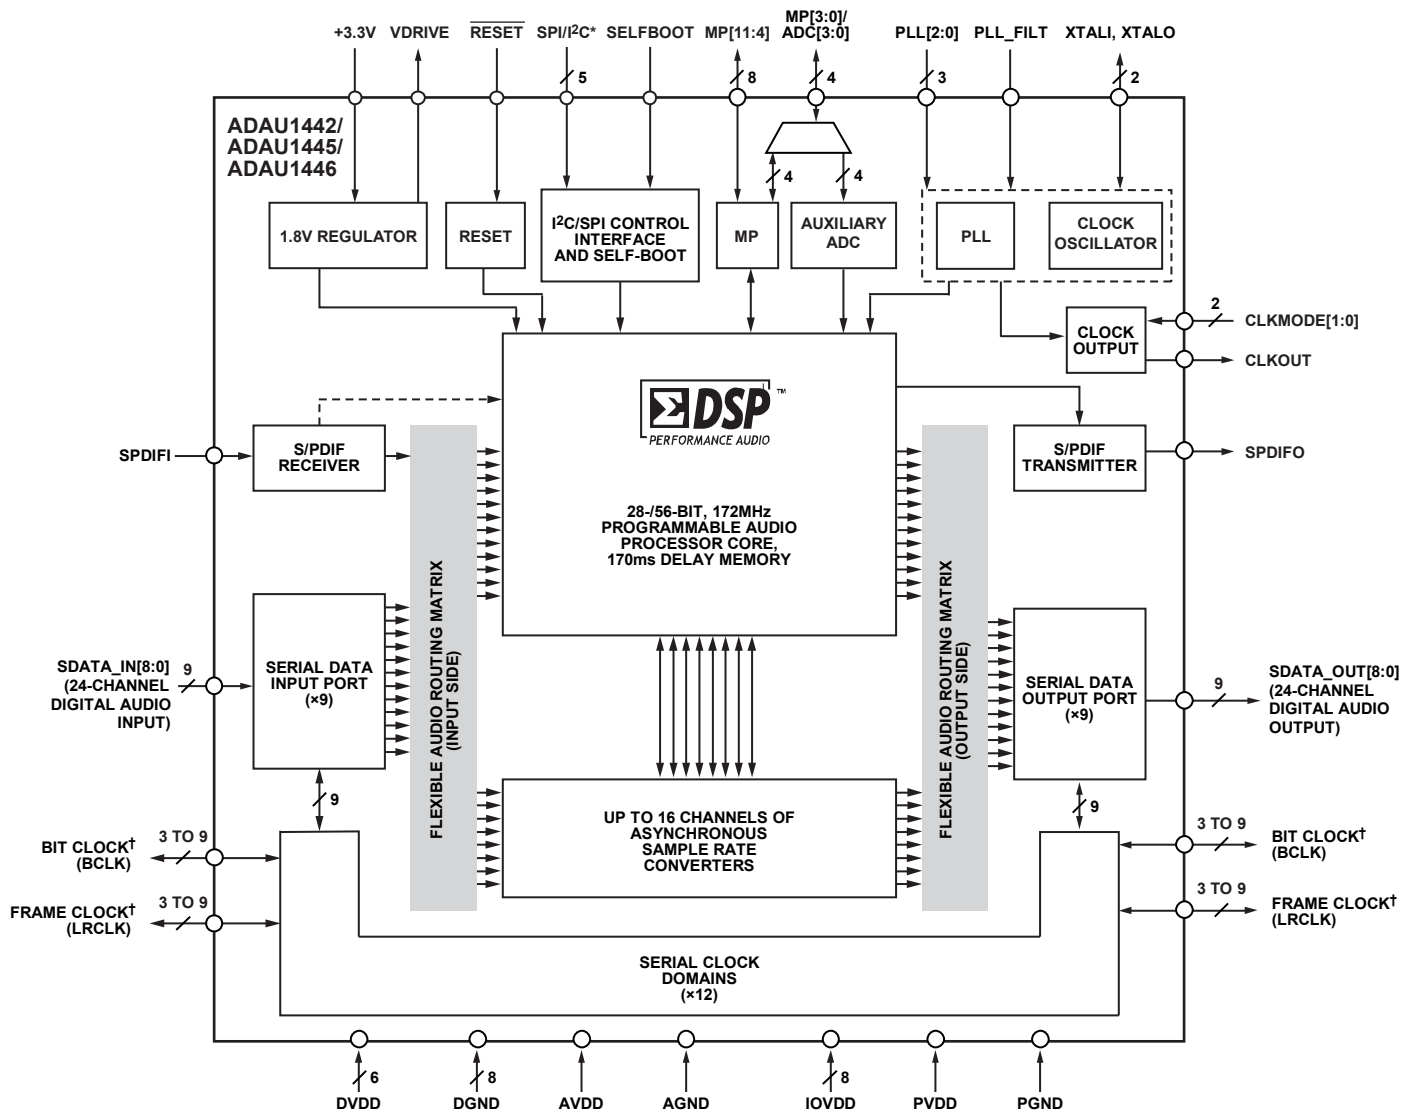 MP[3:0]/
ADC[3:0]
+3.3V VDRIVE RESET SPI/I2C* SELFBOOT MP[11:4] PLL[2:0] PLL_FILT XTALI, XTALO
5 8 4 3 2
ADAU1442/
ADAU1445/
ADAU1446
4 4
1.8V REGULATOR
RESET
I2C/SPI CONTROL
INTERFACE
AND SELF-BOOT
MP
AUXILIARY
ADC
PLL
CLOCK
OSCILLATOR
2
CLKMODE[1:0]
CLOCK
OUTPUT
CLKOUT
ΣDSP™
PERFORMANCE AUDIO
SPDIFI
S/PDIF
RECEIVER
S/PDIF
TRANSMITTER
SPDIFO
28-/56-BIT, 172MHz
PROGRAMMABLE AUDIO
PROCESSOR CORE,
170ms DELAY MEMORY
FLEXIBLE AUDIO ROUTING MATRIX
(INPUT SIDE)
FLEXIBLE AUDIO ROUTING MATRIX
(OUTPUT SIDE)
SDATA_IN[8:0]
(24-CHANNEL
DIGITAL AUDIO
INPUT)
9
SERIAL DATA
INPUT PORT
(×9)
SERIAL DATA
OUTPUT PORT
(×9)
9
SDATA_OUT[8:0]
(24-CHANNEL
DIGITAL AUDIO
OUTPUT)
9
9
UP TO 16 CHANNELS OF
ASYNCHRONOUS
SAMPLE RATE
CONVERTERS
BIT CLOCK†
(BCLK)
3 TO 9
3 TO 9
BIT CLOCK†
(BCLK)
FRAME CLOCK†
(LRCLK)
3 TO 9
3 TO 9
FRAME CLOCK†
(LRCLK)
SERIAL CLOCK
DOMAINS
(×12)
6 8 8
DVDD DGND AVDD AGND IOVDD PVDD PGND